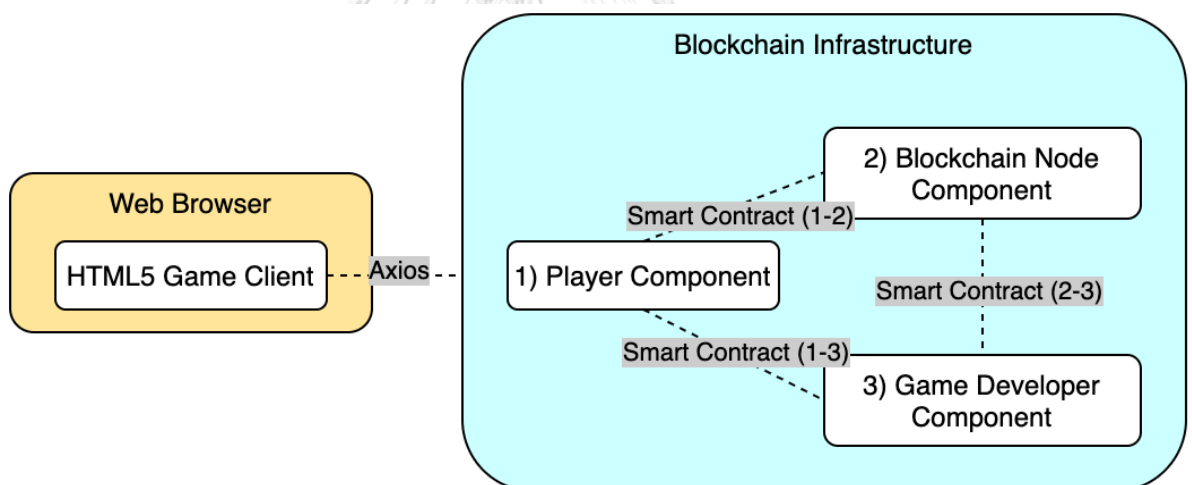 Blockchain Infrastructure
2) Blockchain Node
Component
Web Browser
Smart Contract (1-2)
HTML5 Game Client
Axios
1) Player Component
Smart Contract (2-3)
Smart Contract (1-3)
3) Game Developer
Component